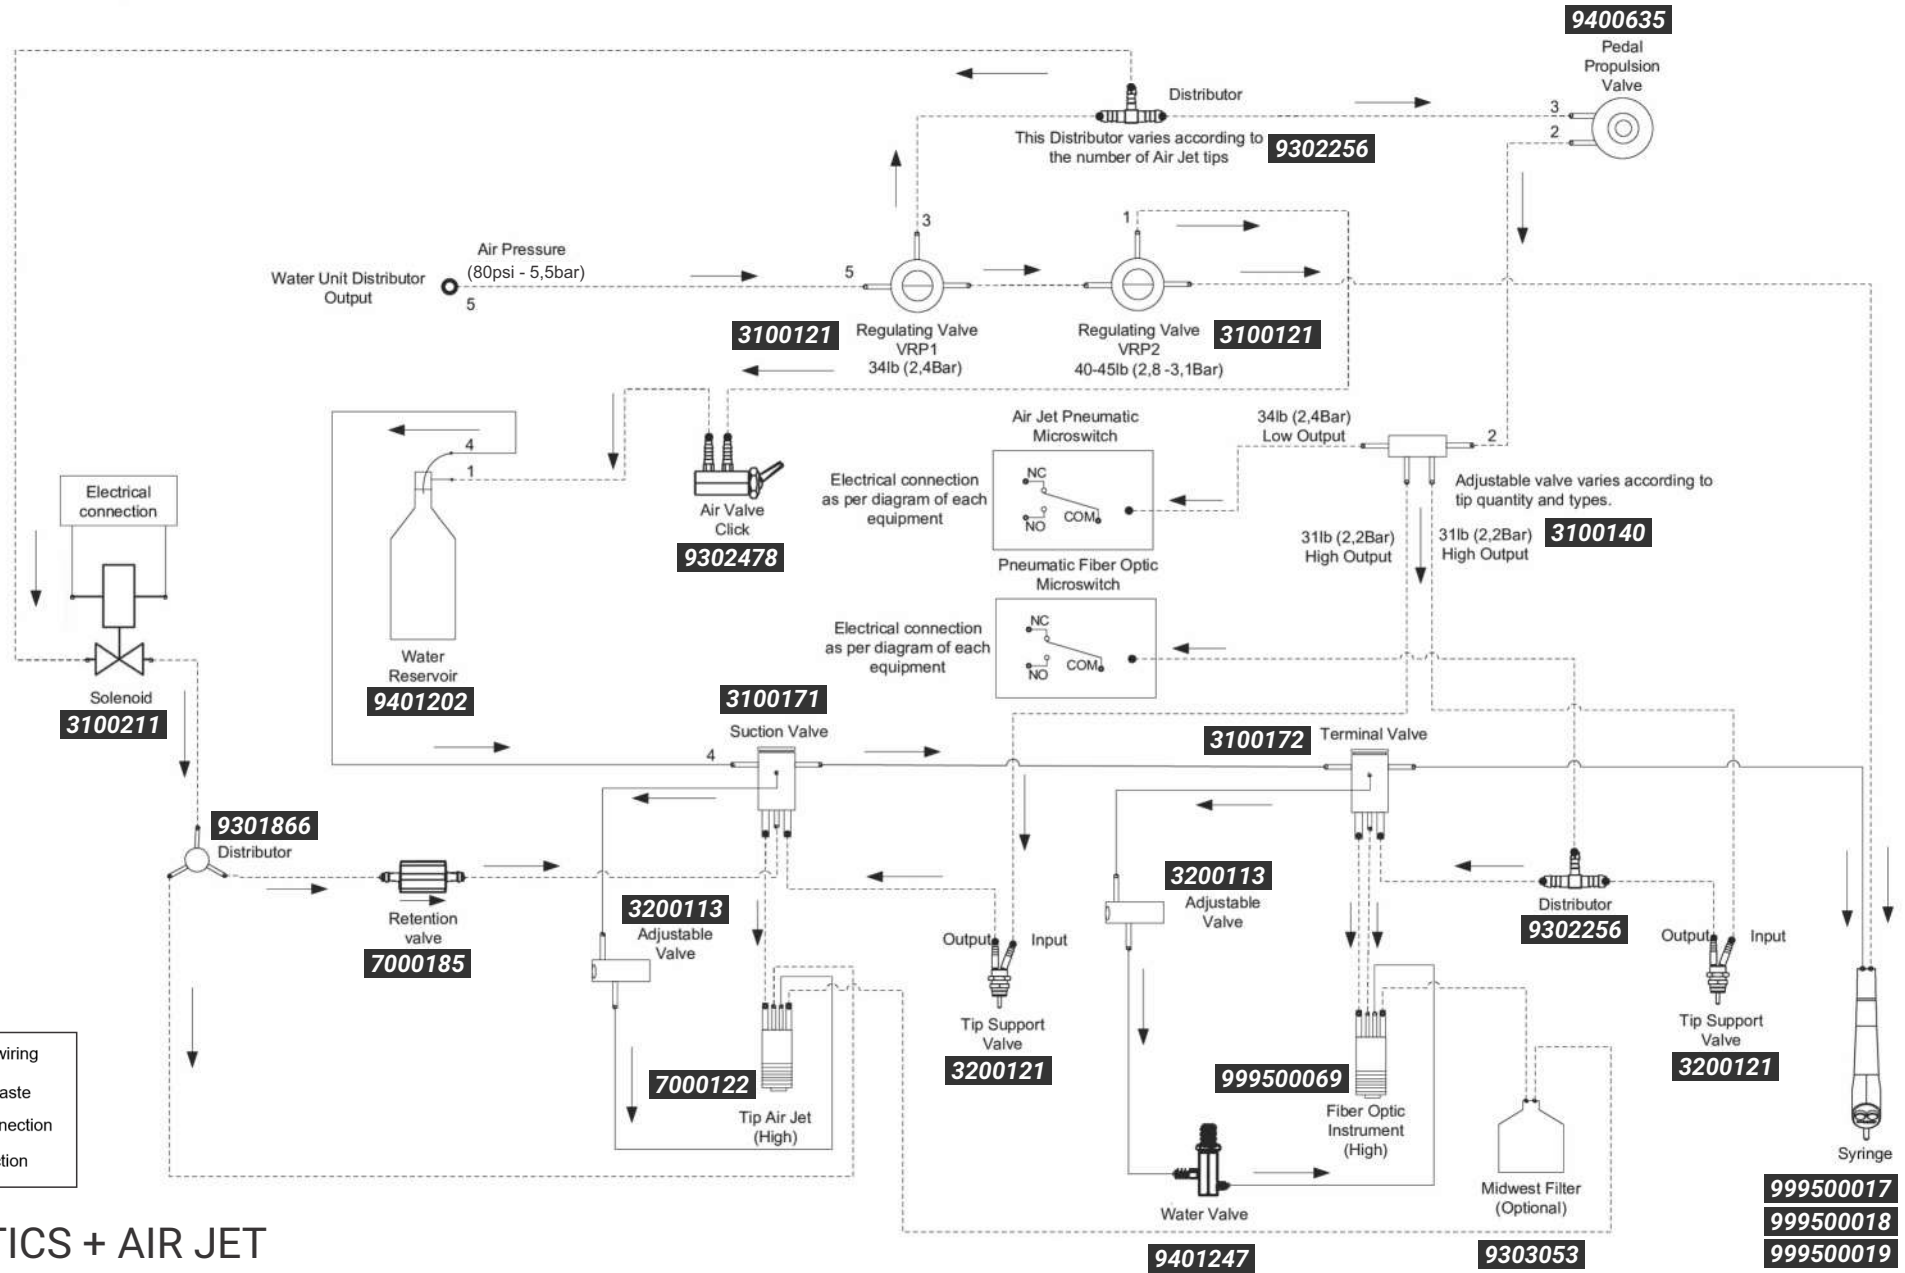 9400635
Pedal
Propulsion
Valve
3
2
Distributor
This Distributor varies according to
the number of Air Jet tips
9302256
3
1
Air Pressure
(80psi - 5,5bar)
Water Unit Distributor
Output
5
5
3100121
Regulating Valve
VRP1
34lb (2,4Bar)
Regulating Valve
VRP2
40-45lb (2,8 -3,1Bar)
3100121
4
1
Air Valve
Click
9302478
Air Jet Pneumatic
Microswitch
Electrical connection
as per diagram of each
equipment
NC
NO
COM
34lb (2,4Bar)
Low Output
2
Adjustable valve varies according to
tip quantity and types.
3100140
31lb (2,2Bar)
High Output
31lb (2,2Bar)
High Output
Pneumatic Fiber Optic
Microswitch
Electrical connection
as per diagram of each
equipment
NC
NO
COM
Electrical
connection
Solenoid
3100211
Water
Reservoir
9401202
3100171
Suction Valve
4
3100172
Terminal Valve
9301866
Distributor
Retention
valve
7000185
3200113
Adjustable
Valve
3200113
Adjustable
Valve
Output
Input
Tip Support
Valve
3200121
Distributor
9302256
Output
Input
Tip Support
Valve
3200121
7000122
Tip Air Jet
(High)
999500069
Fiber Optic
Instrument
(High)
Water Valve
9401247
Midwest Filter
(Optional)
9303053
Syringe
999500017
999500018
999500019
wiring
aste
nection
tion
TICS + AIR JET